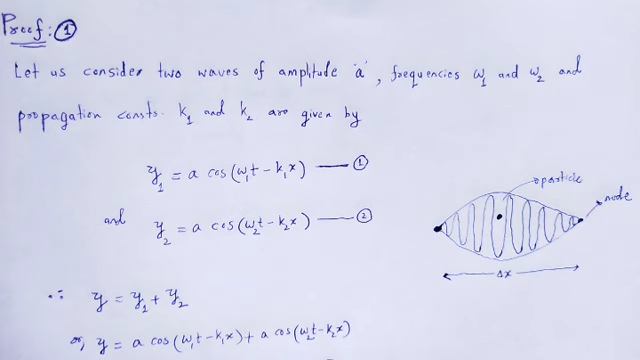 Proof: ①
Let us consider two waves of amplitude 'a', frequencies ω₁ and ω₂ and
propagation consts. k₁ and k₂ are given by
y₁ = a cos(ω₁t − k₁x) —— ①
and y₂ = a cos(ω₂t − k₂x) —— ②
particle
node
Δx
∴ y = y₁ + y₂
or, y = a cos(ω₁t − k₁x) + a cos(ω₂t − k₂x)